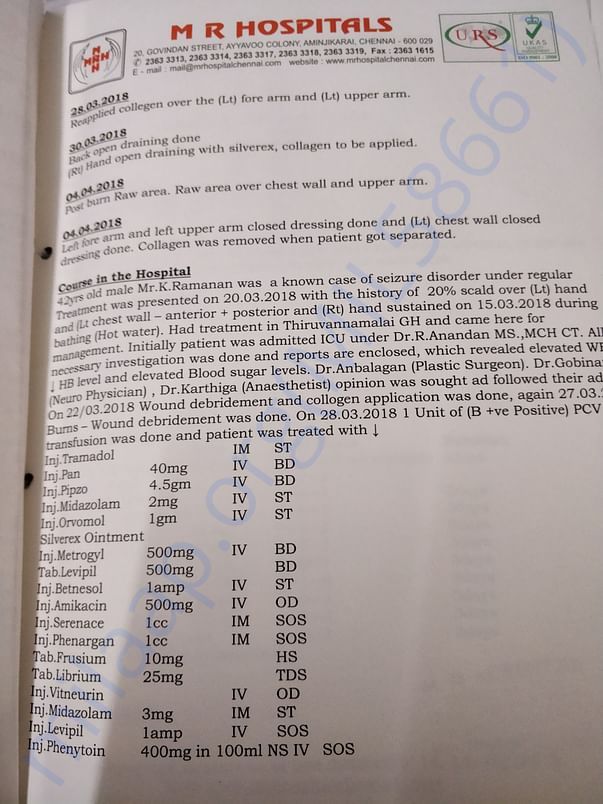 M R HOSPITALS
20, GOVINDAN STREET, AYYAVOO COLONY, AMINJIKARAI, CHENNAI - 600 029
2363 3313, 2363 3314, 2363 3317, 2363 3318, 2363 3319, Fax : 2363 1615
E - mail : mail@mrhospitalchennai.com website : www.mrhospitalchennai.com
URS
UKAS
28.03.2018
Reapplied collegen over the (Lt) fore arm and (Lt) upper arm.
30.03.2018
Back open draining done
(Rt) Hand open draining with silverex, collagen to be applied.
04.04.2018
Post burn Raw area. Raw area over chest wall and upper arm.
04.04.2018
Left fore arm and left upper arm closed dressing done and (Lt) chest wall closed
dressing done. Collagen was removed when patient got separated.
Course in the Hospital
42yrs old male Mr.K.Ramanan was a known case of seizure disorder under regular
Treatment was presented on 20.03.2018 with the history of 20% scald over (Lt) hand
and (Lt chest wall – anterior + posterior and (Rt) hand sustained on 15.03.2018 during
bathing (Hot water). Had treatment in Thiruvannamalai GH and came here for
management. Initially patient was admitted ICU under Dr.R.Anandan MS.,MCH CT. All
necessary investigation was done and reports are enclosed, which revealed elevated
↓ HB level and elevated Blood sugar levels. Dr.Anbalagan (Plastic Surgeon). Dr.Gobina
(Neuro Physician) , Dr.Karthiga (Anaesthetist) opinion was sought ad followed their
On 22/03.2018 Wound debridement and collogen application was done, again 27.03.
Burns – Wound debridement was done. On 28.03.2018 1 Unit of (B +ve Positive) PCV
transfusion was done and patient was treated with ↓
Inj.Tramadol IM ST
Inj.Pan 40mg IV BD
Inj.Pipzo 4.5gm IV BD
Inj.Midazolam 2mg IV ST
Inj.Orvomol 1gm IV ST
Silverex Ointment
Inj.Metrogyl 500mg IV BD
Tab.Levipil 500mg BD
Inj.Betnesol 1amp IV ST
Inj.Amikacin 500mg IV OD
Inj.Serenace 1cc IM SOS
Inj.Phenargan 1cc IM SOS
Tab.Frusium 10mg HS
Tab.Librium 25mg TDS
Inj.Vitneurin IV OD
Inj.Midazolam 3mg IM ST
Inj.Levipil 1amp IV SOS
Inj.Phenytoin 400mg in 100ml NS IV SOS